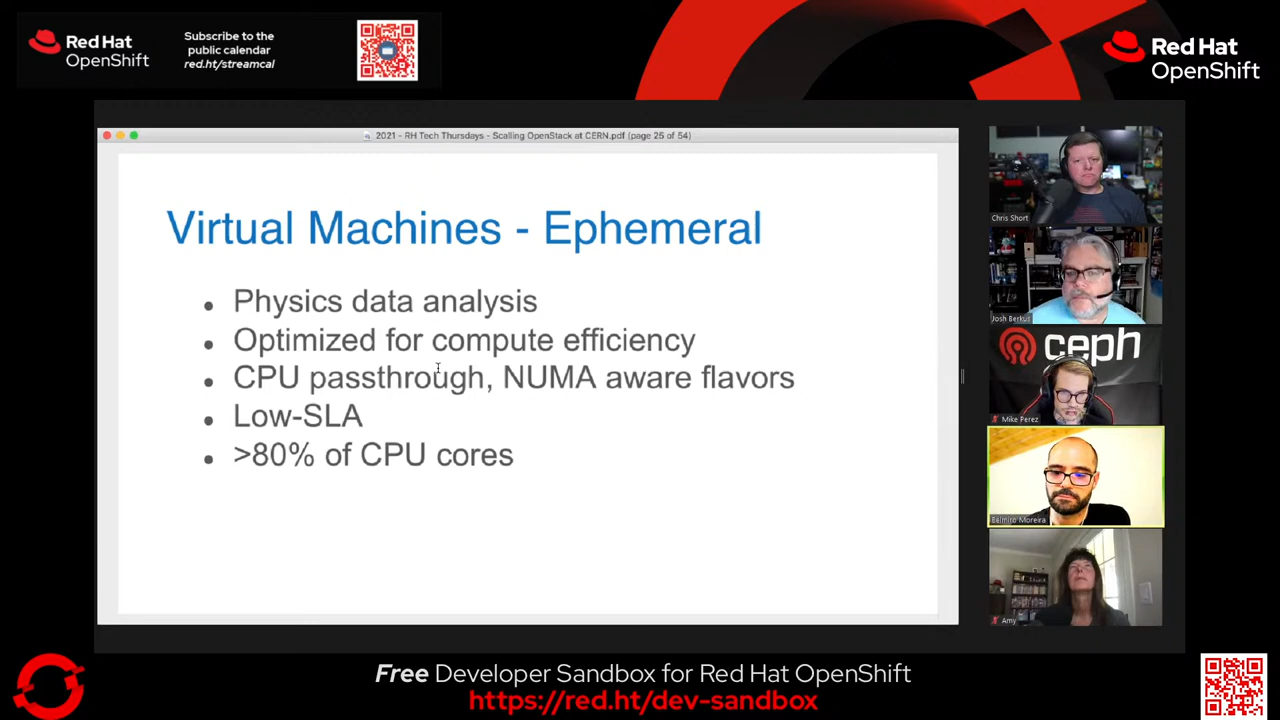 Red Hat
OpenShift
Subscribe to the
public calendar
red.ht/streamcal
Red Hat
OpenShift
2021 - RH Tech Thursdays - Scalling OpenStack at CERN.pdf (page 25 of 54)
Virtual Machines - Ephemeral
• Physics data analysis
• Optimized for compute efficiency
• CPU passthrough, NUMA aware flavors
• Low-SLA
• >80% of CPU cores
Chris Short
Josh Berkus
ceph
Mike Perez
Belmiro Moreira
Amy
Free Developer Sandbox for Red Hat OpenShift
https://red.ht/dev-sandbox